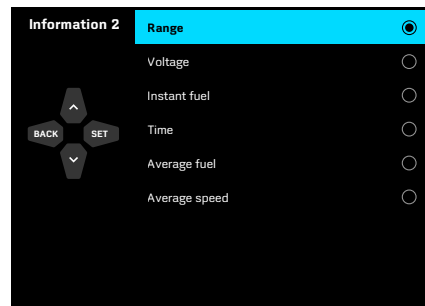 Information 2
Range
Voltage
Instant fuel
BACK SET
Time
Average fuel
Average speed